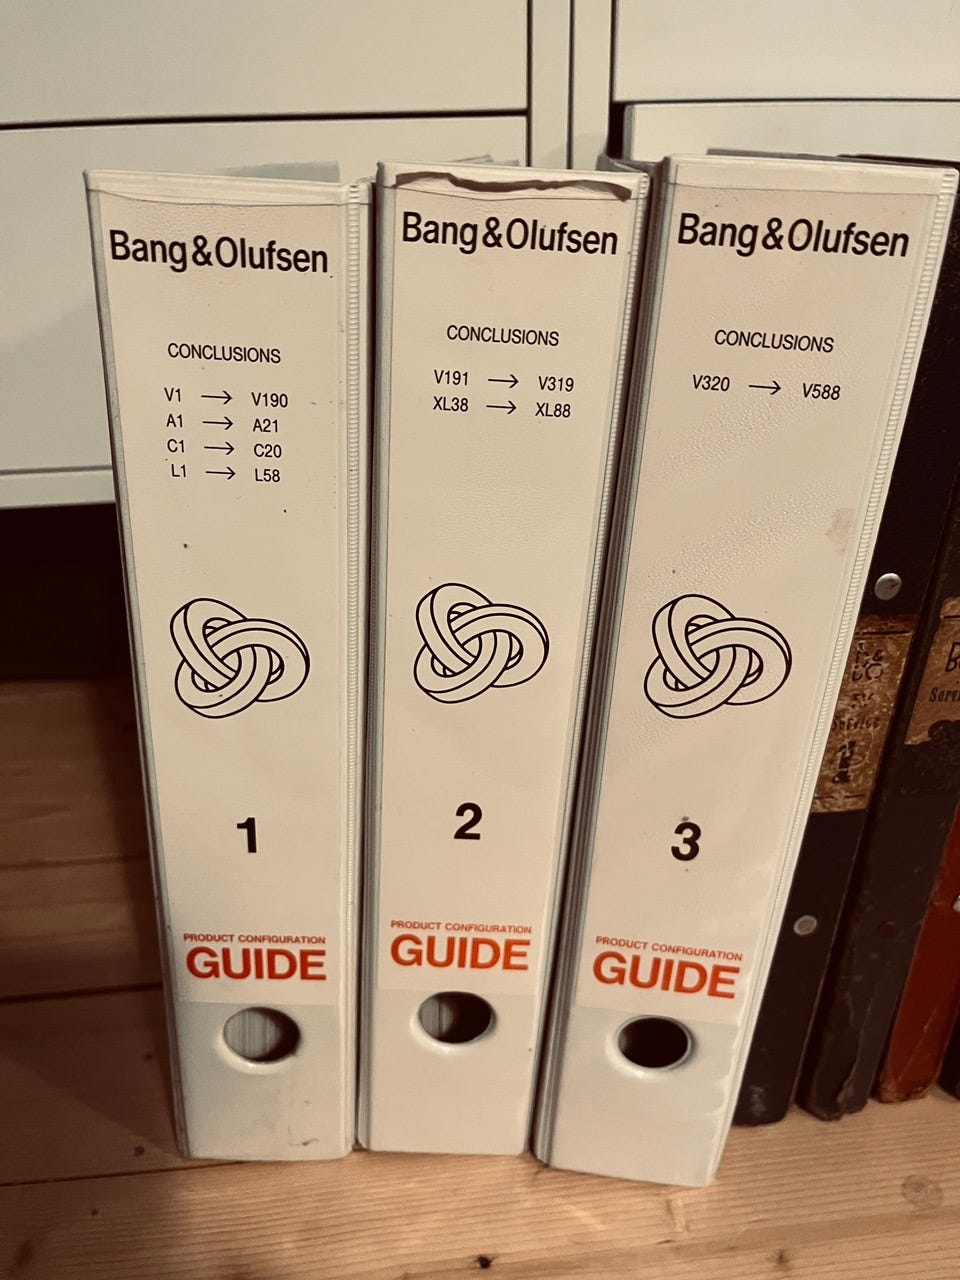 Bang&Olufsen
CONCLUSIONS
V1 → V190
A1 → A21
C1 → C20
L1 → L58
1
PRODUCT CONFIGURATION
GUIDE
Bang&Olufsen
CONCLUSIONS
V191 → V319
XL38 → XL88
2
PRODUCT CONFIGURATION
GUIDE
Bang&Olufsen
CONCLUSIONS
V320 → V588
3
PRODUCT CONFIGURATION
GUIDE